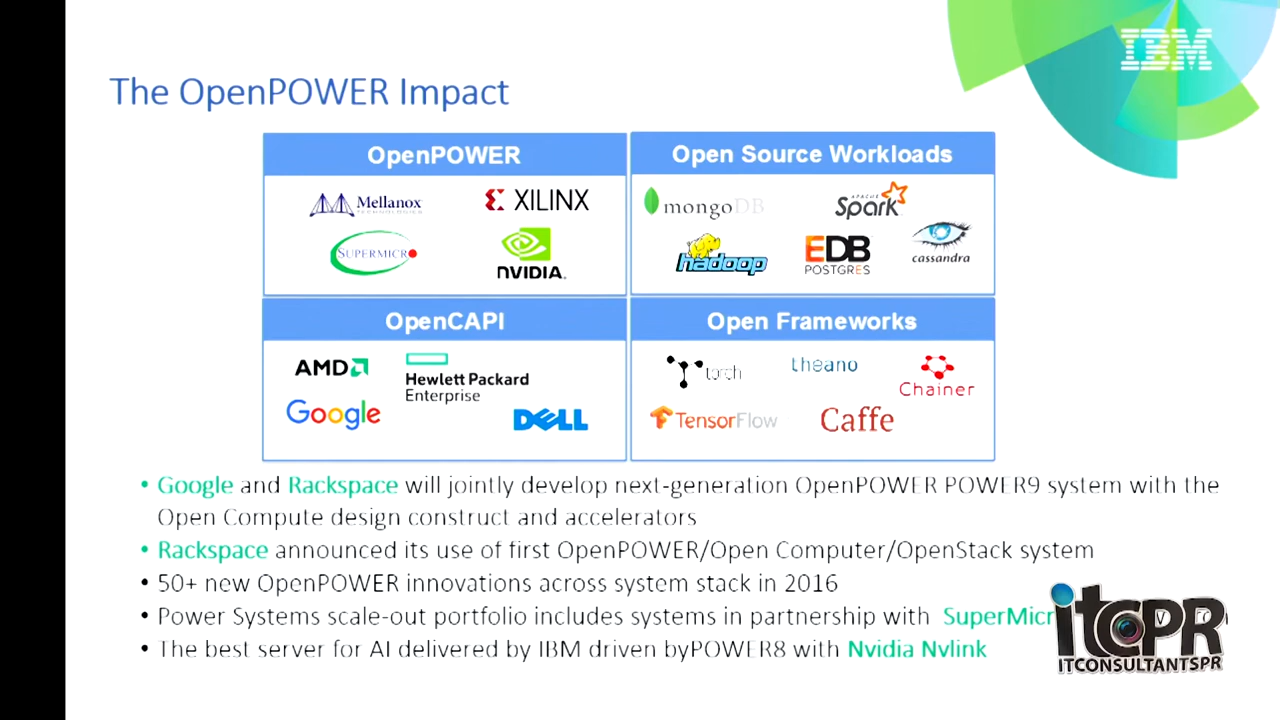 IBM
The OpenPOWER Impact
OpenPOWER
Mellanox
TECHNOLOGIES
XILINX
SUPERMICRO
NVIDIA.
Open Source Workloads
mongoDB
APACHE
Spark
hadoop
EDB
POSTGRES
cassandra
OpenCAPI
AMD
Hewlett Packard
Enterprise
Google
DELL
Open Frameworks
torch
theano
Chainer
TensorFlow
Caffe
• Google and Rackspace will jointly develop next-generation OpenPOWER POWER9 system with the
Open Compute design construct and accelerators
• Rackspace announced its use of first OpenPOWER/Open Computer/OpenStack system
• 50+ new OpenPOWER innovations across system stack in 2016
• Power Systems scale-out portfolio includes systems in partnership with SuperMicr
• The best server for AI delivered by IBM driven byPOWER8 with Nvidia Nvlink
itCPR
ITCONSULTANTSPR